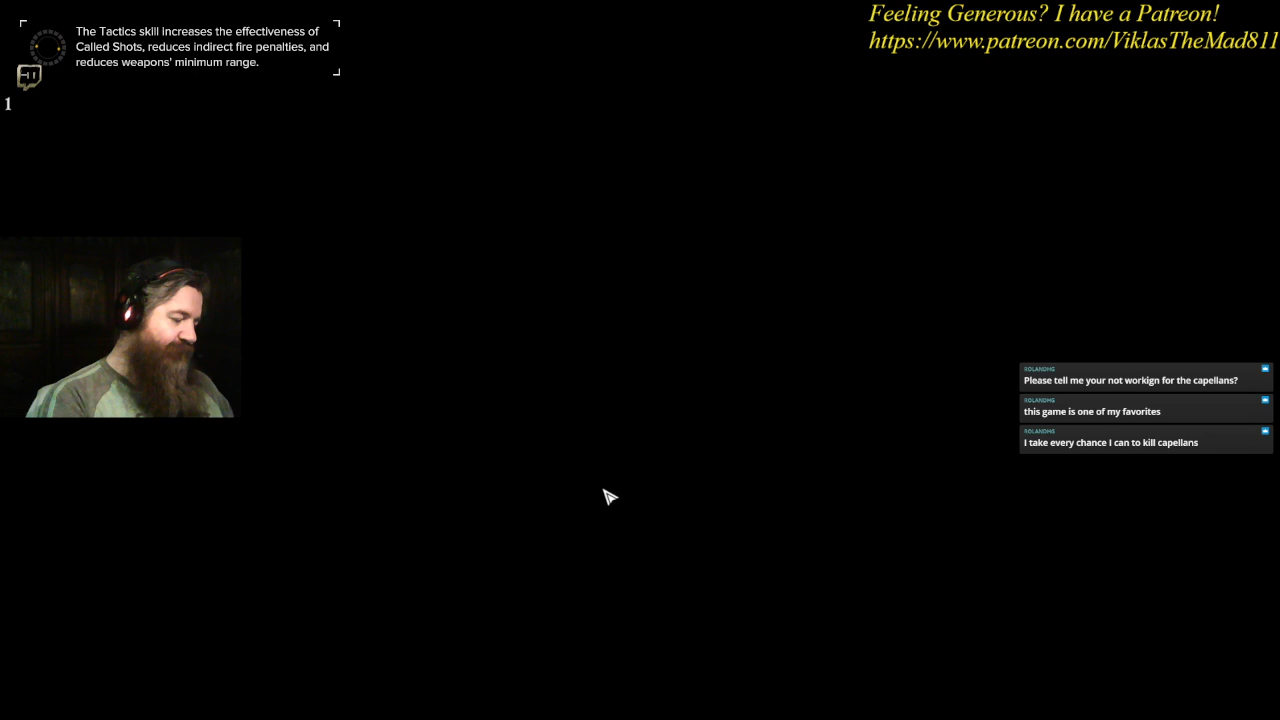 The Tactics skill increases the effectiveness of
Called Shots, reduces indirect fire penalties, and
reduces weapons' minimum range.
1
Feeling Generous? I have a Patreon!
https://www.patreon.com/ViklasTheMad811
ROLANDHG
Please tell me your not workign for the capellans?
ROLANDHG
this game is one of my favorites
ROLANDHG
I take every chance I can to kill capellans